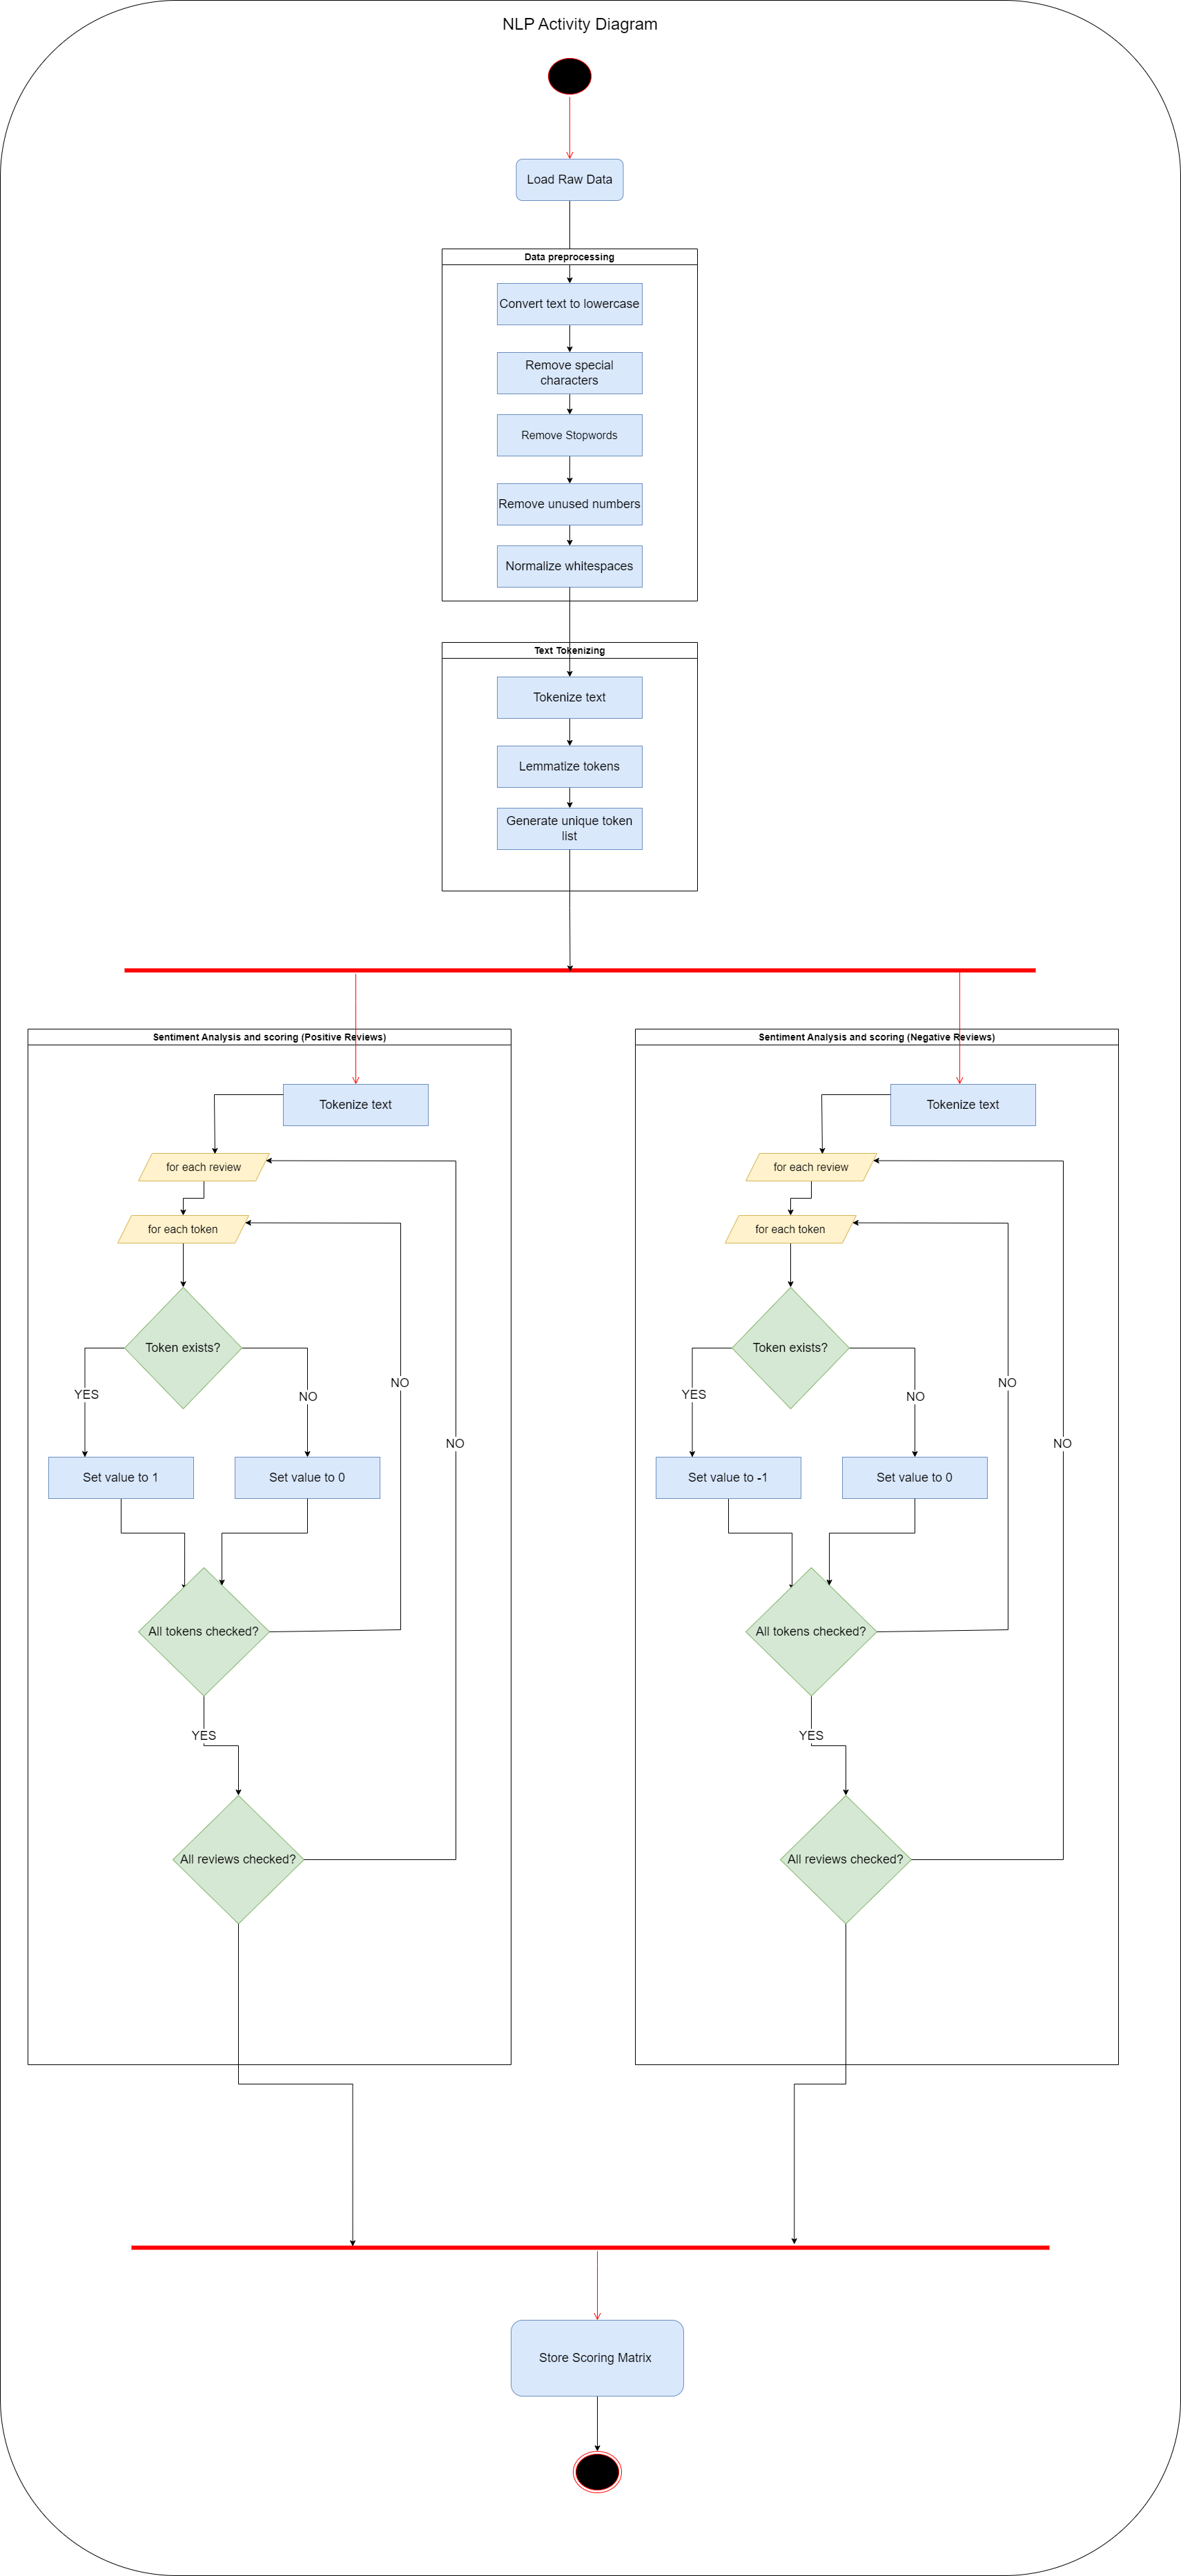 NLP Activity Diagram
Load Raw Data
Data preprocessing
Convert text to lowercase
Remove special
characters
Remove Stopwords
Remove unused numbers
Normalize whitespaces
Text Tokenizing
Tokenize text
Lemmatize tokens
Generate unique token
list
Sentiment Analysis and scoring (Positive Reviews)
Tokenize text
for each review
for each token
Token exists?
YES
NO
NO
NO
Set value to 1
Set value to 0
All tokens checked?
YES
All reviews checked?
Sentiment Analysis and scoring (Negative Reviews)
Tokenize text
for each review
for each token
Token exists?
YES
NO
NO
NO
Set value to -1
Set value to 0
All tokens checked?
YES
All reviews checked?
Store Scoring Matrix